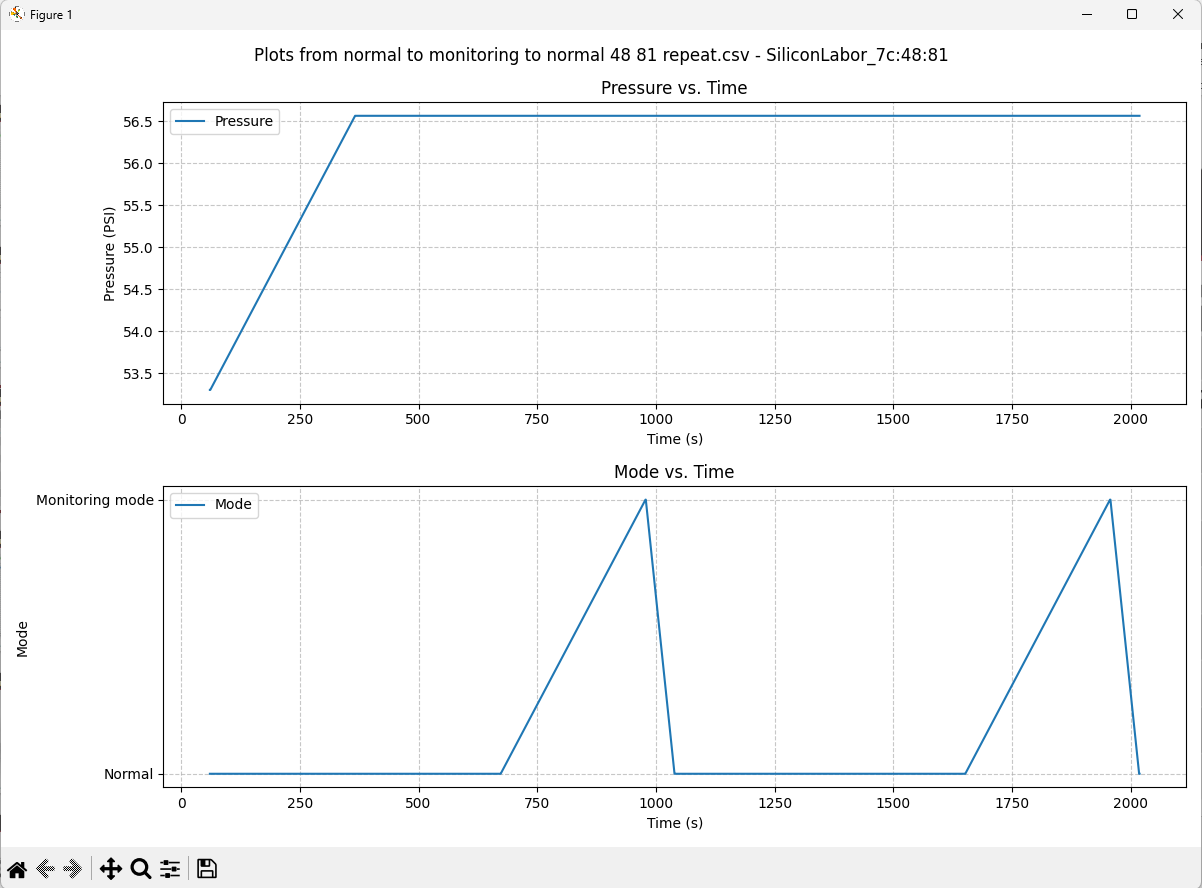 Figure 1
Plots from normal to monitoring to normal 48 81 repeat.csv - SiliconLabor_7c:48:81
Pressure vs. Time
Pressure
56.5
56.0
55.5
55.0
54.5
54.0
53.5
Pressure (PSI)
0 250 500 750 1000 1250 1500 1750 2000
Time (s)
Mode vs. Time
Mode
Monitoring mode
Normal
Mode
0 250 500 750 1000 1250 1500 1750 2000
Time (s)